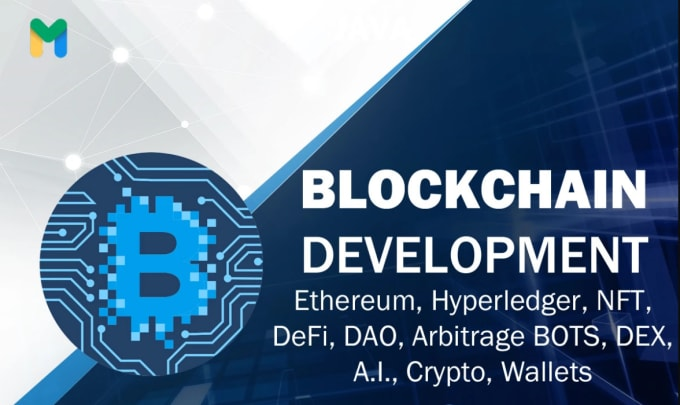 BLOCKCHAIN
DEVELOPMENT
Ethereum, Hyperledger, NFT,
DeFi, DAO, Arbitrage BOTS, DEX,
A.I., Crypto, Wallets